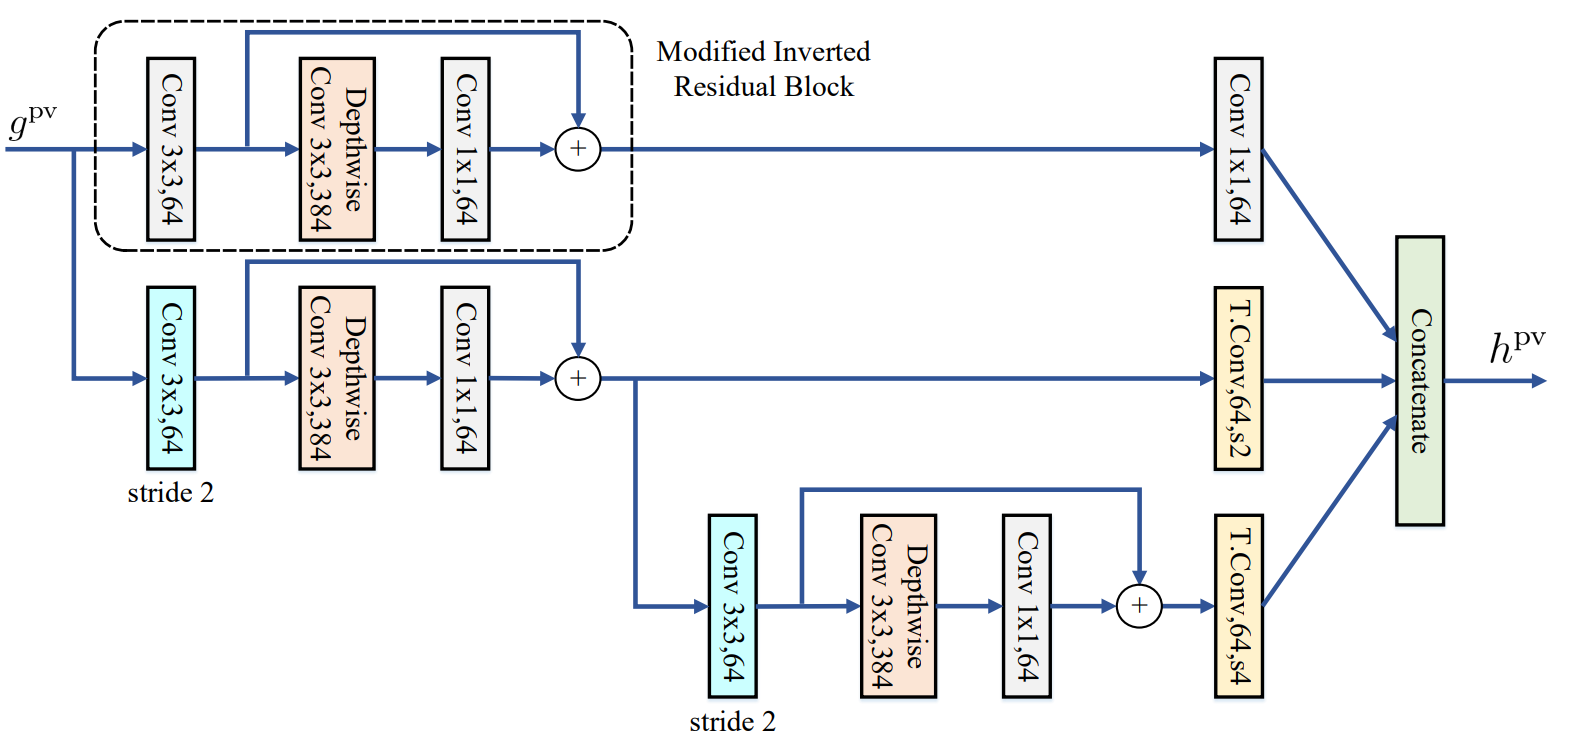 Modified Inverted
Residual Block
g^pv
Conv 3x3,64
Depthwise
Conv 3x3,384
Conv 1x1,64
+
Conv 1x1,64
Conv 3x3,64
stride 2
Depthwise
Conv 3x3,384
Conv 1x1,64
+
T.Conv,64,s2
Concatenate
h^pv
Conv 3x3,64
stride 2
Depthwise
Conv 3x3,384
Conv 1x1,64
+
T.Conv,64,s4